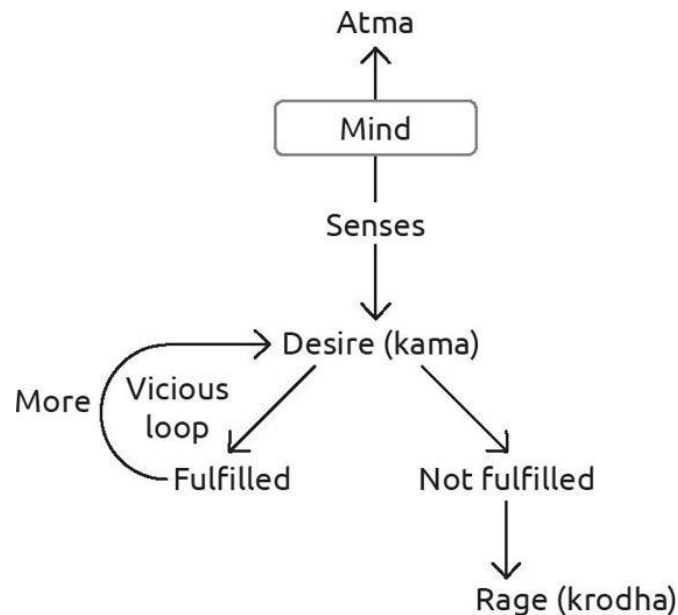 Atma
Mind
Senses
Desire (kama)
More
Vicious
loop
Fulfilled
Not fulfilled
Rage (krodha)